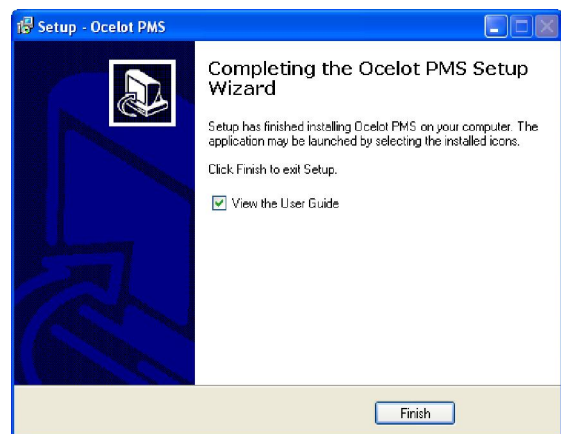 Setup - Ocelot PMS
Completing the Ocelot PMS Setup
Wizard
Setup has finished installing Ocelot PMS on your computer. The
application may be launched by selecting the installed icons.
Click Finish to exit Setup.
View the User Guide
Finish